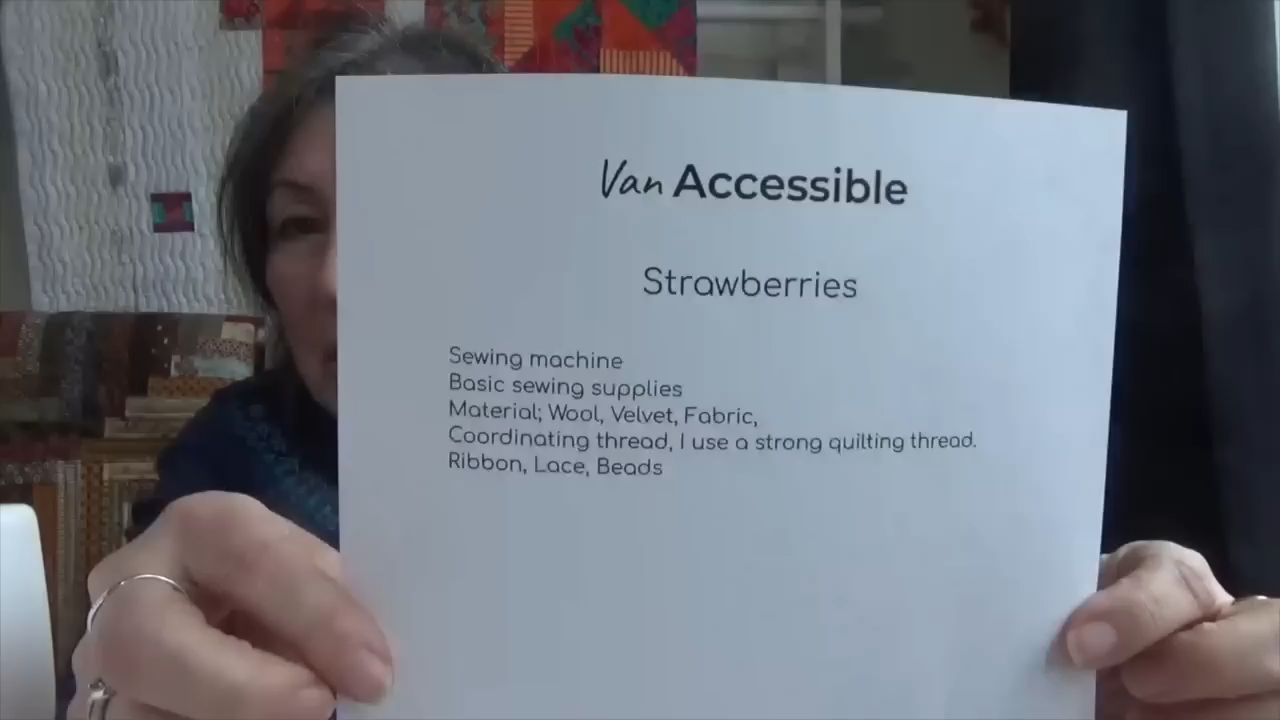 Van Accessible
Strawberries
Sewing machine
Basic sewing supplies
Material; Wool, Velvet, Fabric,
Coordinating thread, I use a strong quilting thread.
Ribbon, Lace, Beads